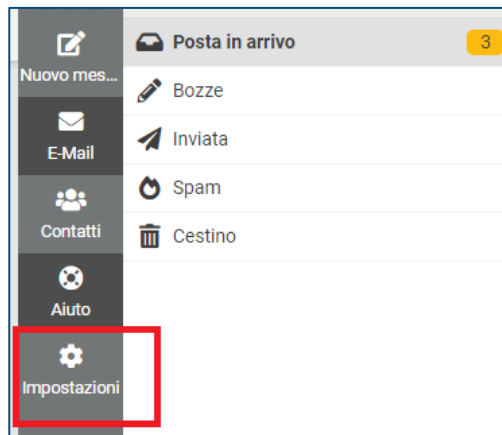 Nuovo mes...
E-Mail
Contatti
Aiuto
Impostazioni
Posta in arrivo 3
Bozze
Inviata
Spam
Cestino